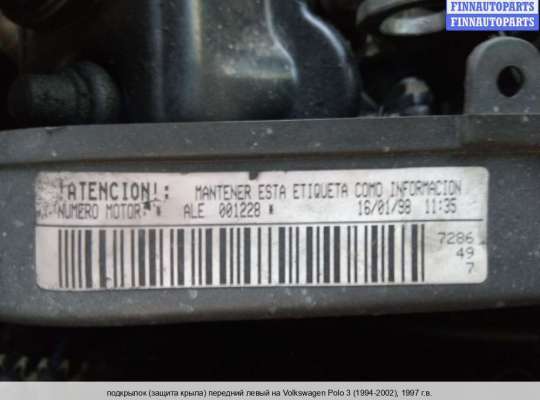 FINNAUTOPARTS
FINNAUTOPARTS
!ATENCION!: MANTENER ESTA ETIQUETA COMO INFORMACION
NUMERO MOTOR: * ALE 001228 * 16/01/98 11:35
7286
49
7
подкрылок (защита крыла) передний левый на Volkswagen Polo 3 (1994-2002), 1997 г.в.